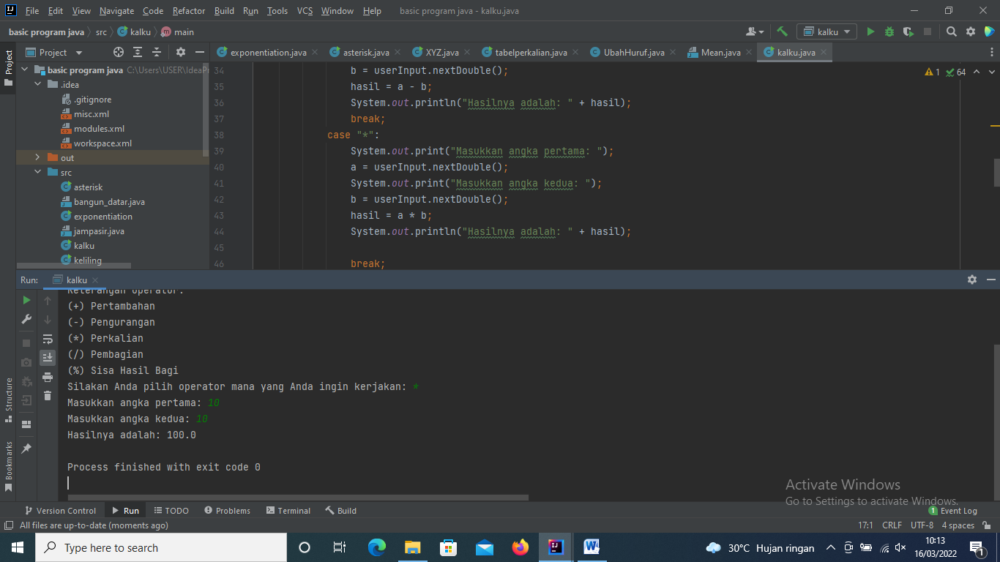 File Edit View Navigate Code Refactor Build Run Tools VCS Window Help basic program java - kalku.java
basic program java src kalku main kalku
Project exponentiation.java asterisk.java XYZ.java tabelperkalian.java UbahHuruf.java Mean.java kalku.java
Project
basic program java C:\Users\USER\IdeaPr
.idea
.gitignore
misc.xml
modules.xml
workspace.xml
out
src
asterisk
bangun_datar.java
exponentiation
jampasir.java
kalku
keliling
1 64
34 b = userInput.nextDouble();
35 hasil = a - b;
36 System.out.println("Hasilnya adalah: " + hasil);
37 break;
38 case "*":
39 System.out.print("Masukkan angka pertama: ");
40 a = userInput.nextDouble();
41 System.out.print("Masukkan angka kedua: ");
42 b = userInput.nextDouble();
43 hasil = a * b;
44 System.out.println("Hasilnya adalah: " + hasil);
45
46 break;
Run: kalku
Keterangan operator:
(+) Pertambahan
(-) Pengurangan
(*) Perkalian
(/) Pembagian
(%) Sisa Hasil Bagi
Silakan Anda pilih operator mana yang Anda ingin kerjakan: *
Masukkan angka pertama: 10
Masukkan angka kedua: 10
Hasilnya adalah: 100.0
Process finished with exit code 0
Structure
Bookmarks
Activate Windows
Go to Settings to activate Windows.
Version Control Run TODO Problems Terminal Build 1 Event Log
All files are up-to-date (moments ago) 17:1 CRLF UTF-8 4 spaces
Type here to search 30°C Hujan ringan 10:13
16/03/2022 1